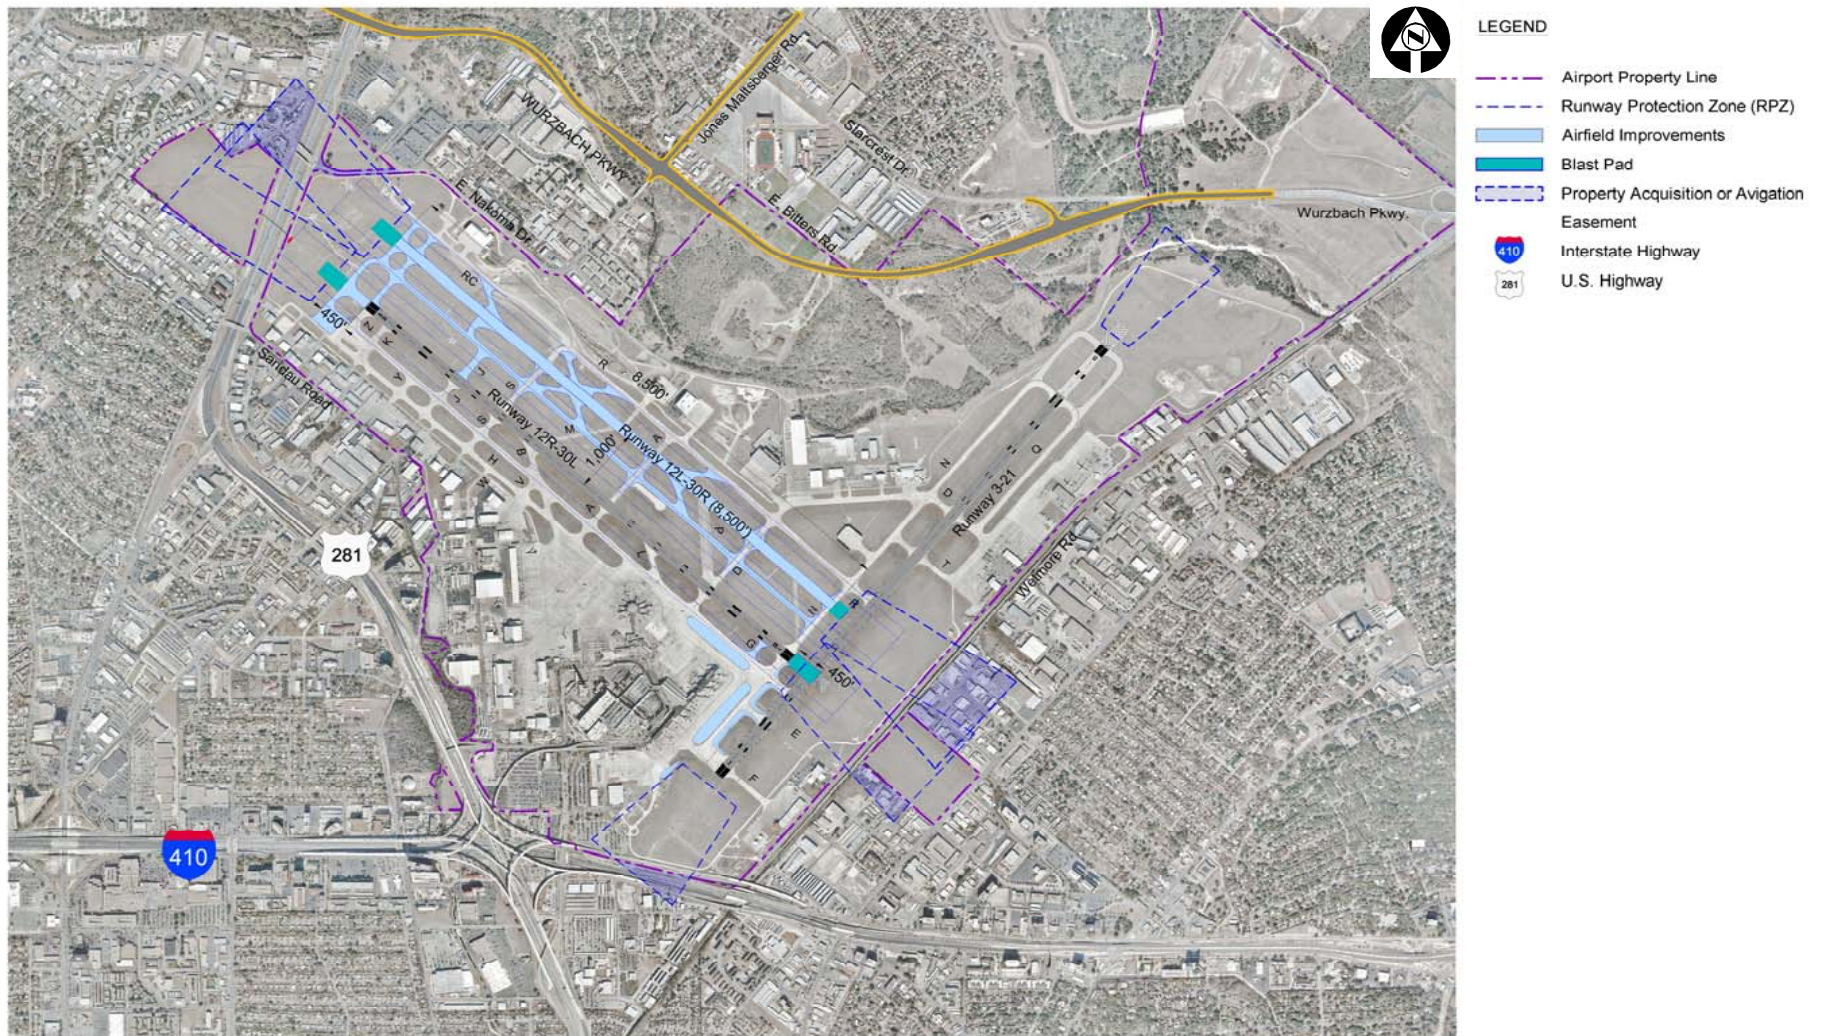 N
LEGEND
Airport Property Line
Runway Protection Zone (RPZ)
Airfield Improvements
Blast Pad
Property Acquisition or Avigation
Easement
410
Interstate Highway
281
U.S. Highway
Jones Maltsberger Rd.
WURZBACH PKWY.
Starcrest Dr.
E. Nakoma Dr.
E. Bitters Rd.
Wurzbach Pkwy.
RC
R
8,500'
450'
Z
K
Sandau Road
Y
J
J
S
S
M
A
Runway 12R-30L
1,000'
Runway 12L-30R (8,500')
B
H
V
W
A
L
P
D
N
D
Q
Runway 3-21
T
Wetmore Rd.
N
R
G
450'
E
F
281
410